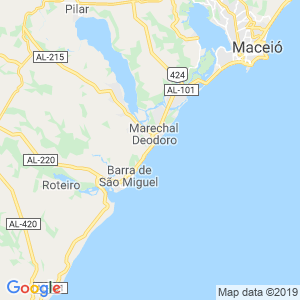 Pilar
Maceió
AL-215
424
AL-101
Marechal
Deodoro
AL-220
Barra de
São Miguel
Roteiro
AL-420
Google
Map data ©2019